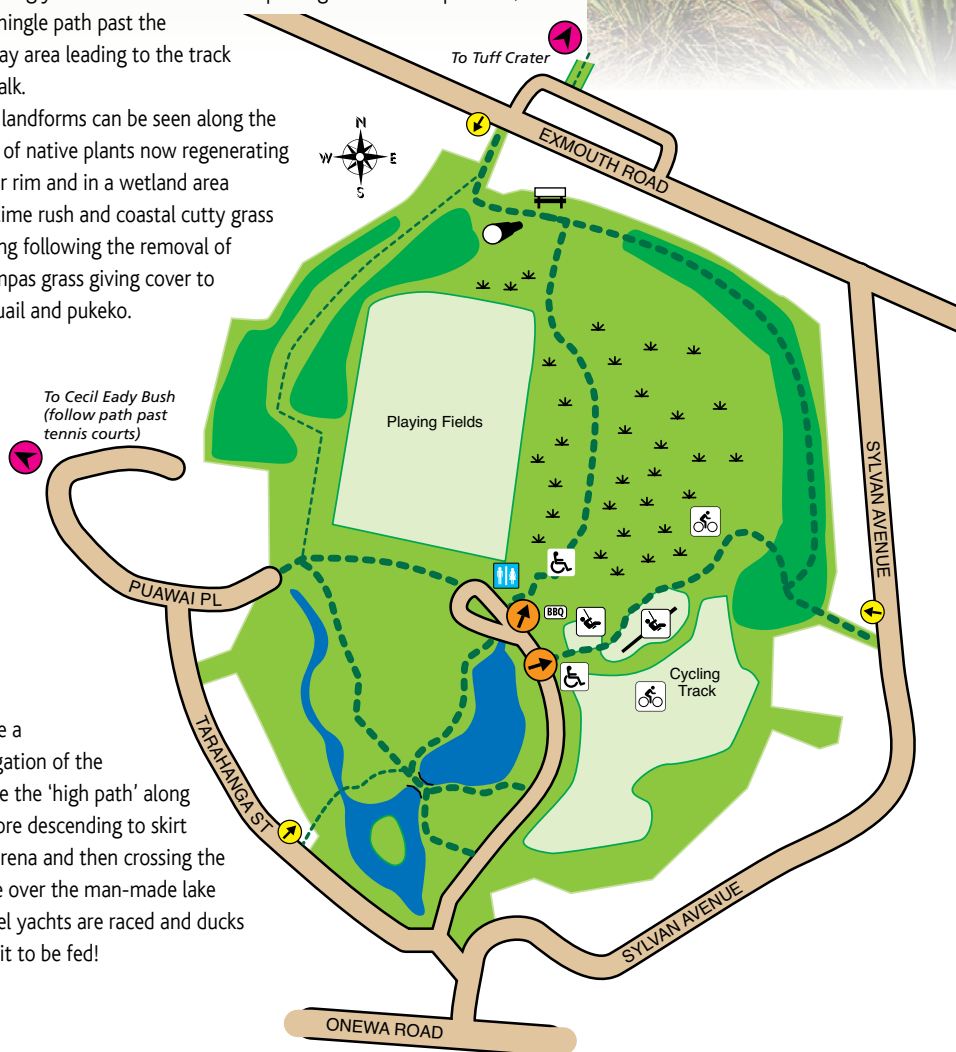 hingle path past the
ay area leading to the track
alk.
landforms can be seen along the
of native plants now regenerating
r rim and in a wetland area
ime rush and coastal cutty grass
ng following the removal of
mpas grass giving cover to
uail and pukeko.
To Tuff Crater
N
W E
S
EXMOUTH ROAD
To Cecil Eady Bush
(follow path past
tennis courts)
Playing Fields
SYLVAN AVENUE
PUAWAI PL
BBQ
Cycling
Track
TARAHANGA ST
e a
gation of the
e the ‘high path’ along
ore descending to skirt
rena and then crossing the
e over the man-made lake
el yachts are raced and ducks
it to be fed!
SYLVAN AVENUE
ONEWA ROAD